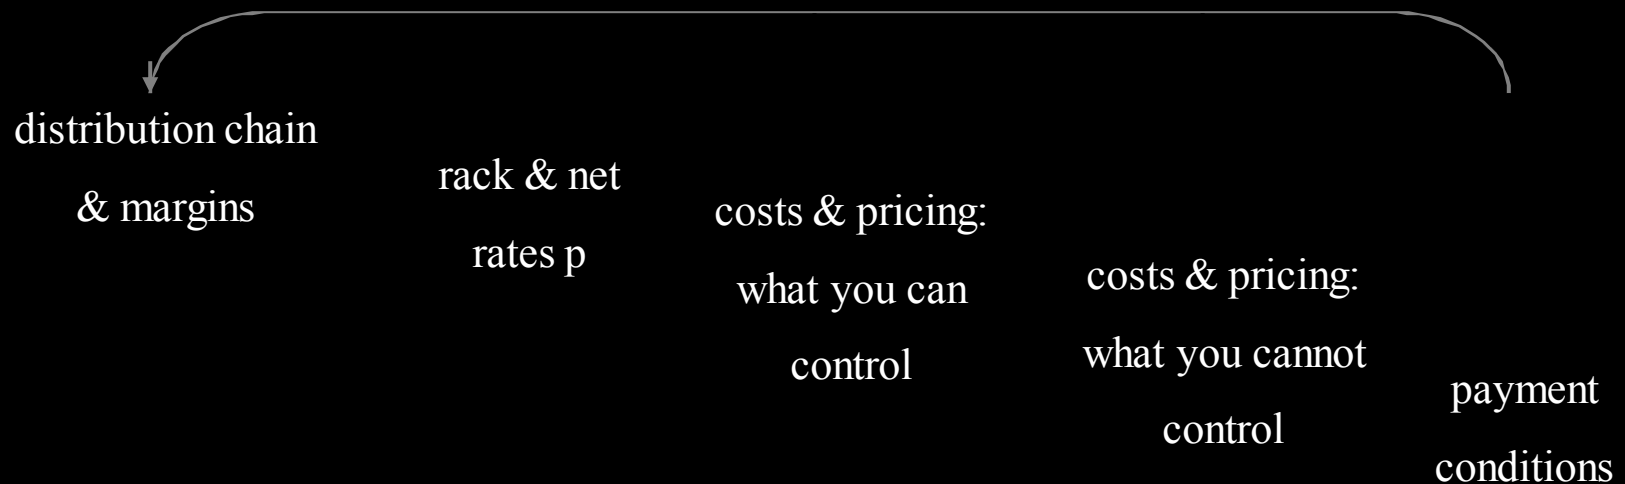 distribution chain
& margins
rack & net
rates p
costs & pricing:
what you can
control
costs & pricing:
what you cannot
control
payment
conditions